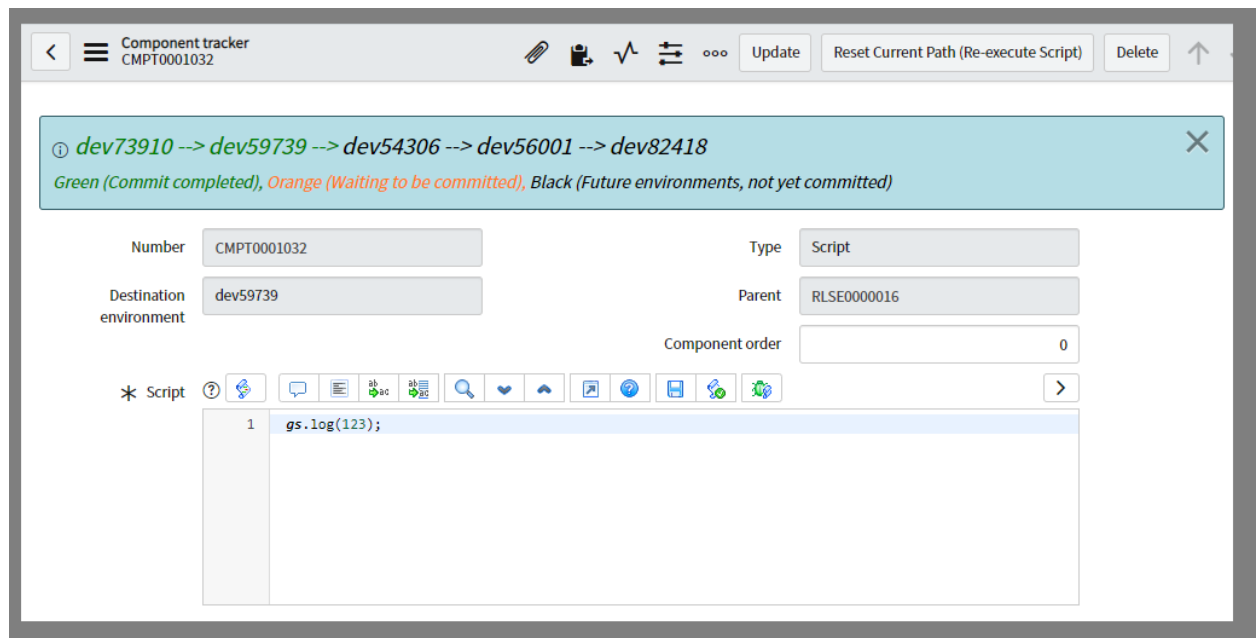 Component tracker
CMPT0001032
Update
Reset Current Path (Re-execute Script)
Delete
dev73910 --> dev59739 --> dev54306 --> dev56001 --> dev82418
Green (Commit completed), Orange (Waiting to be committed), Black (Future environments, not yet committed)
Number CMPT0001032
Type Script
Destination environment dev59739
Parent RLSE0000016
Component order 0
Script
1 gs.log(123);